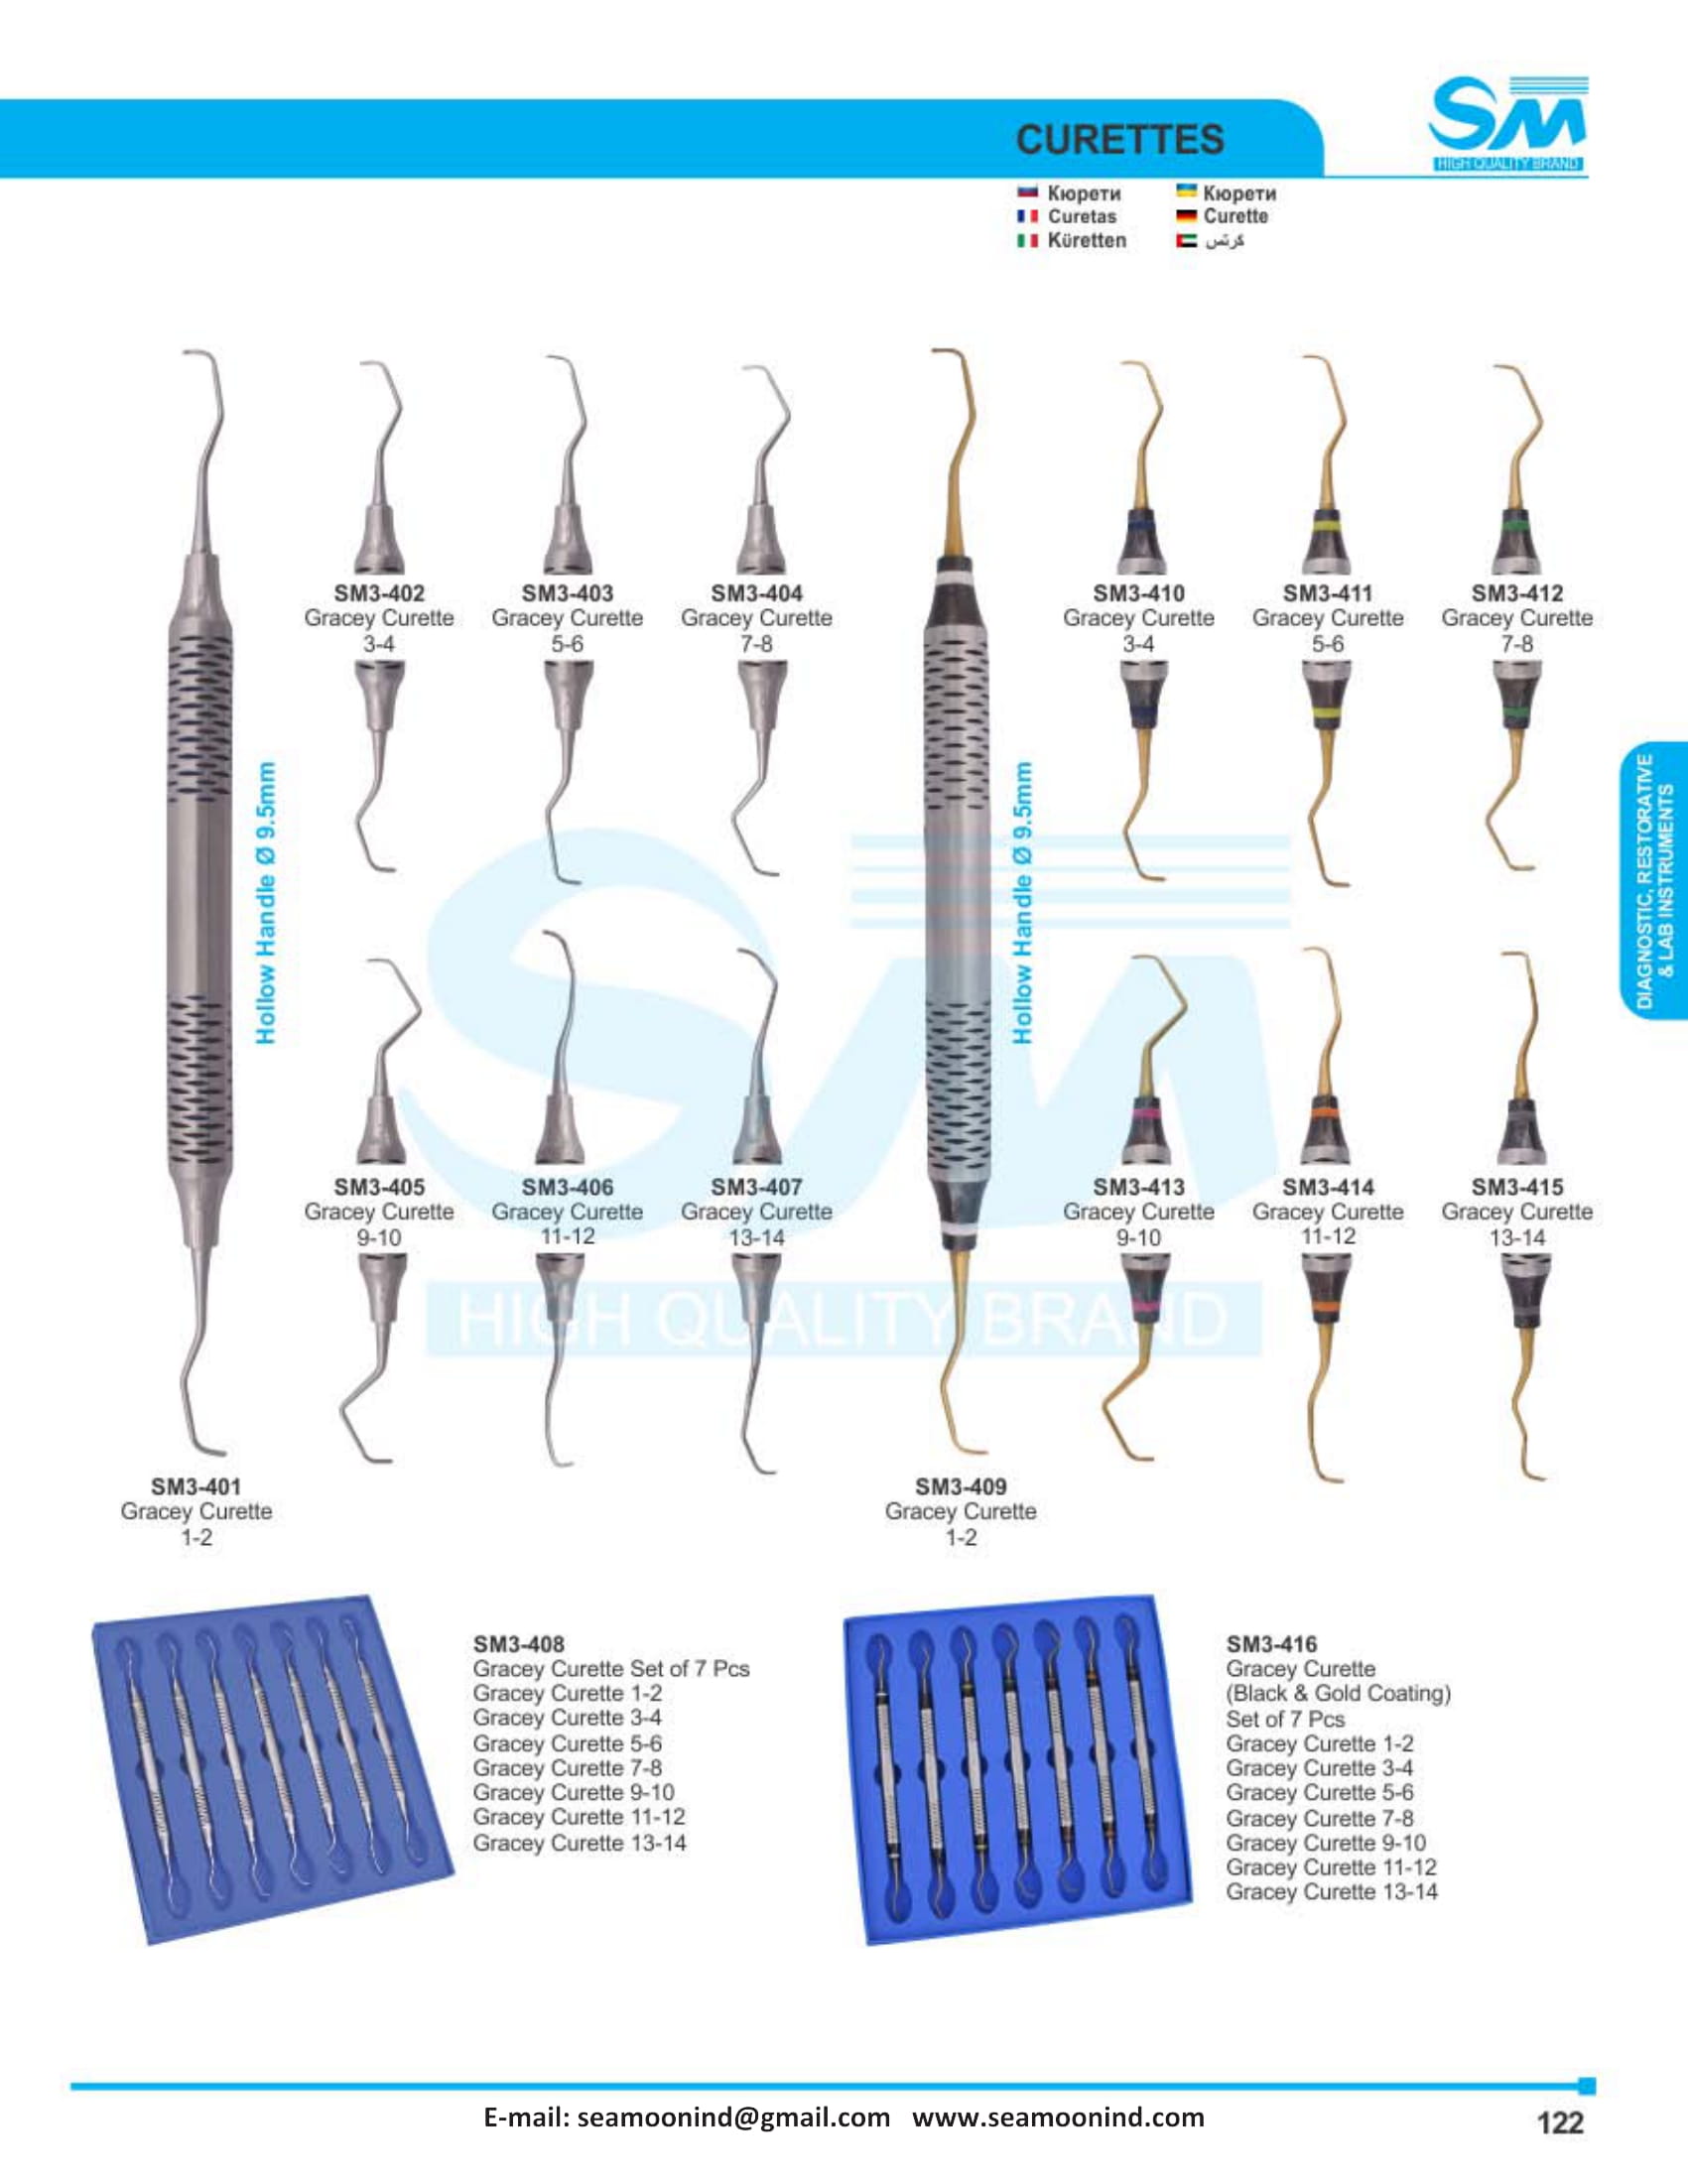 CURETTES
SM
HIGH QUALITY BRAND
Кюрети
Кюрети
Curetas
Curette
Küretten
كرتس
SM3-402
Gracey Curette
3-4
SM3-403
Gracey Curette
5-6
SM3-404
Gracey Curette
7-8
SM3-410
Gracey Curette
3-4
SM3-411
Gracey Curette
5-6
SM3-412
Gracey Curette
7-8
Hollow Handle Ø 9.5mm
Hollow Handle Ø 9.5mm
DIAGNOSTIC, RESTORATIVE
& LAB INSTRUMENTS
SM
HIGH QUALITY BRAND
SM3-405
Gracey Curette
9-10
SM3-406
Gracey Curette
11-12
SM3-407
Gracey Curette
13-14
SM3-413
Gracey Curette
9-10
SM3-414
Gracey Curette
11-12
SM3-415
Gracey Curette
13-14
SM3-401
Gracey Curette
1-2
SM3-409
Gracey Curette
1-2
SM3-408
Gracey Curette Set of 7 Pcs
Gracey Curette 1-2
Gracey Curette 3-4
Gracey Curette 5-6
Gracey Curette 7-8
Gracey Curette 9-10
Gracey Curette 11-12
Gracey Curette 13-14
SM3-416
Gracey Curette
(Black & Gold Coating)
Set of 7 Pcs
Gracey Curette 1-2
Gracey Curette 3-4
Gracey Curette 5-6
Gracey Curette 7-8
Gracey Curette 9-10
Gracey Curette 11-12
Gracey Curette 13-14
E-mail: seamoonind@gmail.com www.seamoonind.com
122